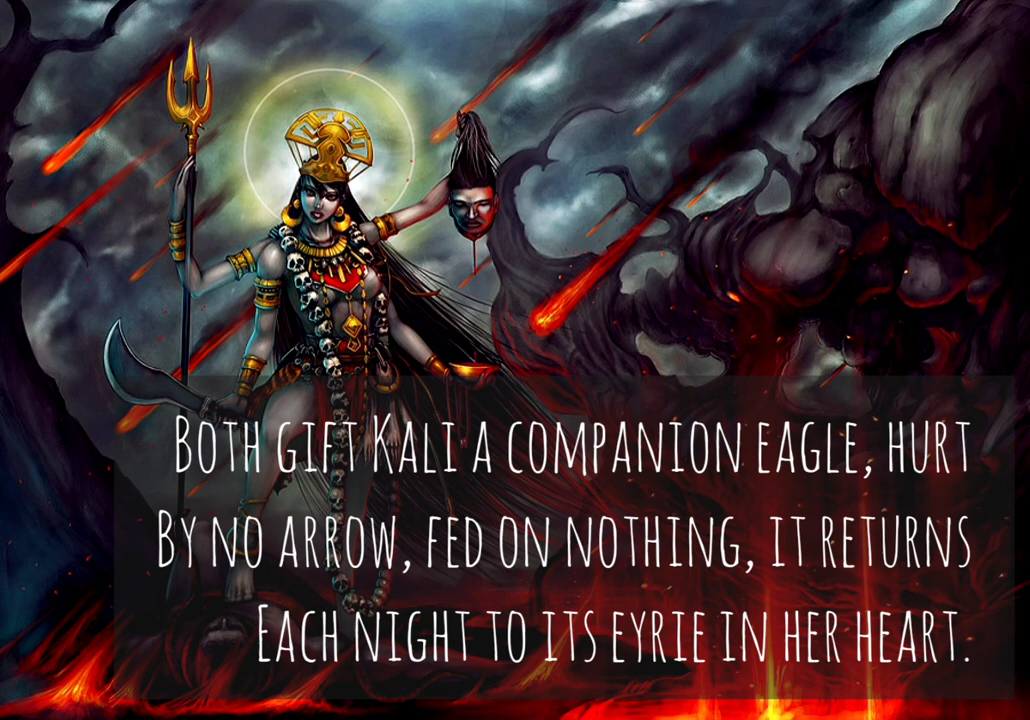 Both gift Kali a companion eagle, hurt
By no arrow, fed on nothing, it returns
Each night to its eyrie in her heart.